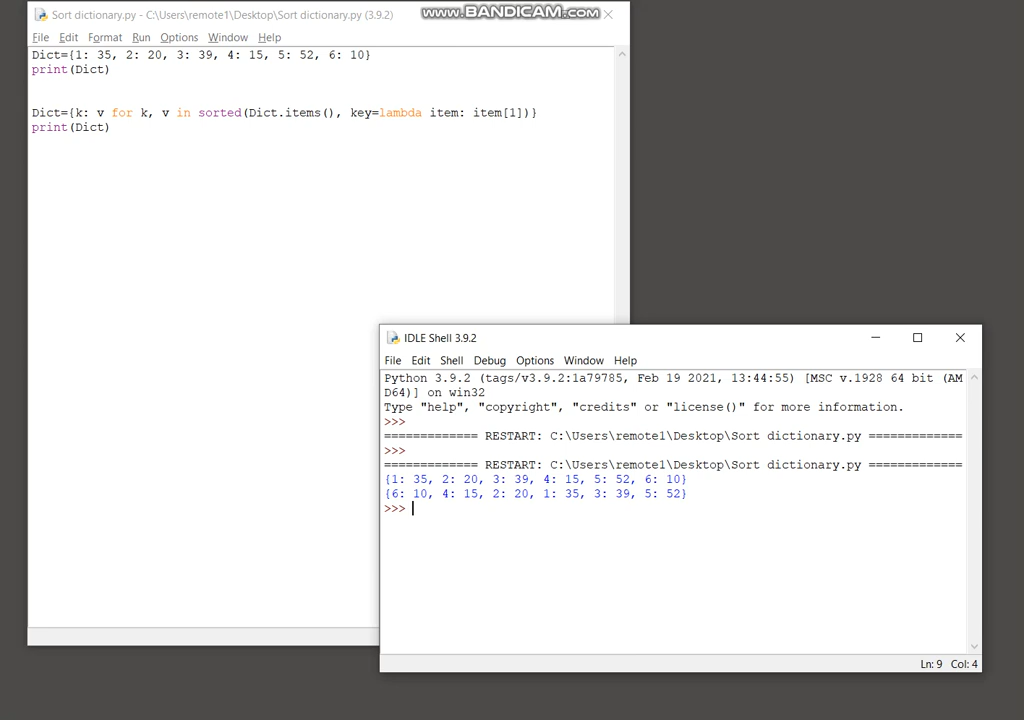 Sort dictionary.py - C:\Users\remote1\Desktop\Sort dictionary.py (3.9.2)
www.BANDICAM.com
File Edit Format Run Options Window Help
Dict={1: 35, 2: 20, 3: 39, 4: 15, 5: 52, 6: 10}
print(Dict)
Dict={k: v for k, v in sorted(Dict.items(), key=lambda item: item[1])}
print(Dict)
IDLE Shell 3.9.2
File Edit Shell Debug Options Window Help
Python 3.9.2 (tags/v3.9.2:1a79785, Feb 19 2021, 13:44:55) [MSC v.1928 64 bit (AM
D64)] on win32
Type "help", "copyright", "credits" or "license()" for more information.
>>>
============= RESTART: C:\Users\remote1\Desktop\Sort dictionary.py =============
>>>
============= RESTART: C:\Users\remote1\Desktop\Sort dictionary.py =============
{1: 35, 2: 20, 3: 39, 4: 15, 5: 52, 6: 10}
{6: 10, 4: 15, 2: 20, 1: 35, 3: 39, 5: 52}
>>>
Ln: 9 Col: 4